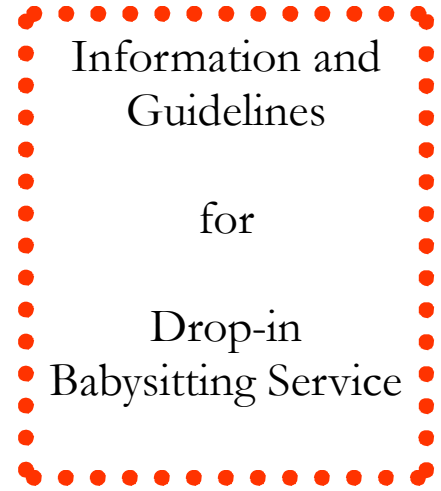 Information and
Guidelines
for
Drop-in
Babysitting Service